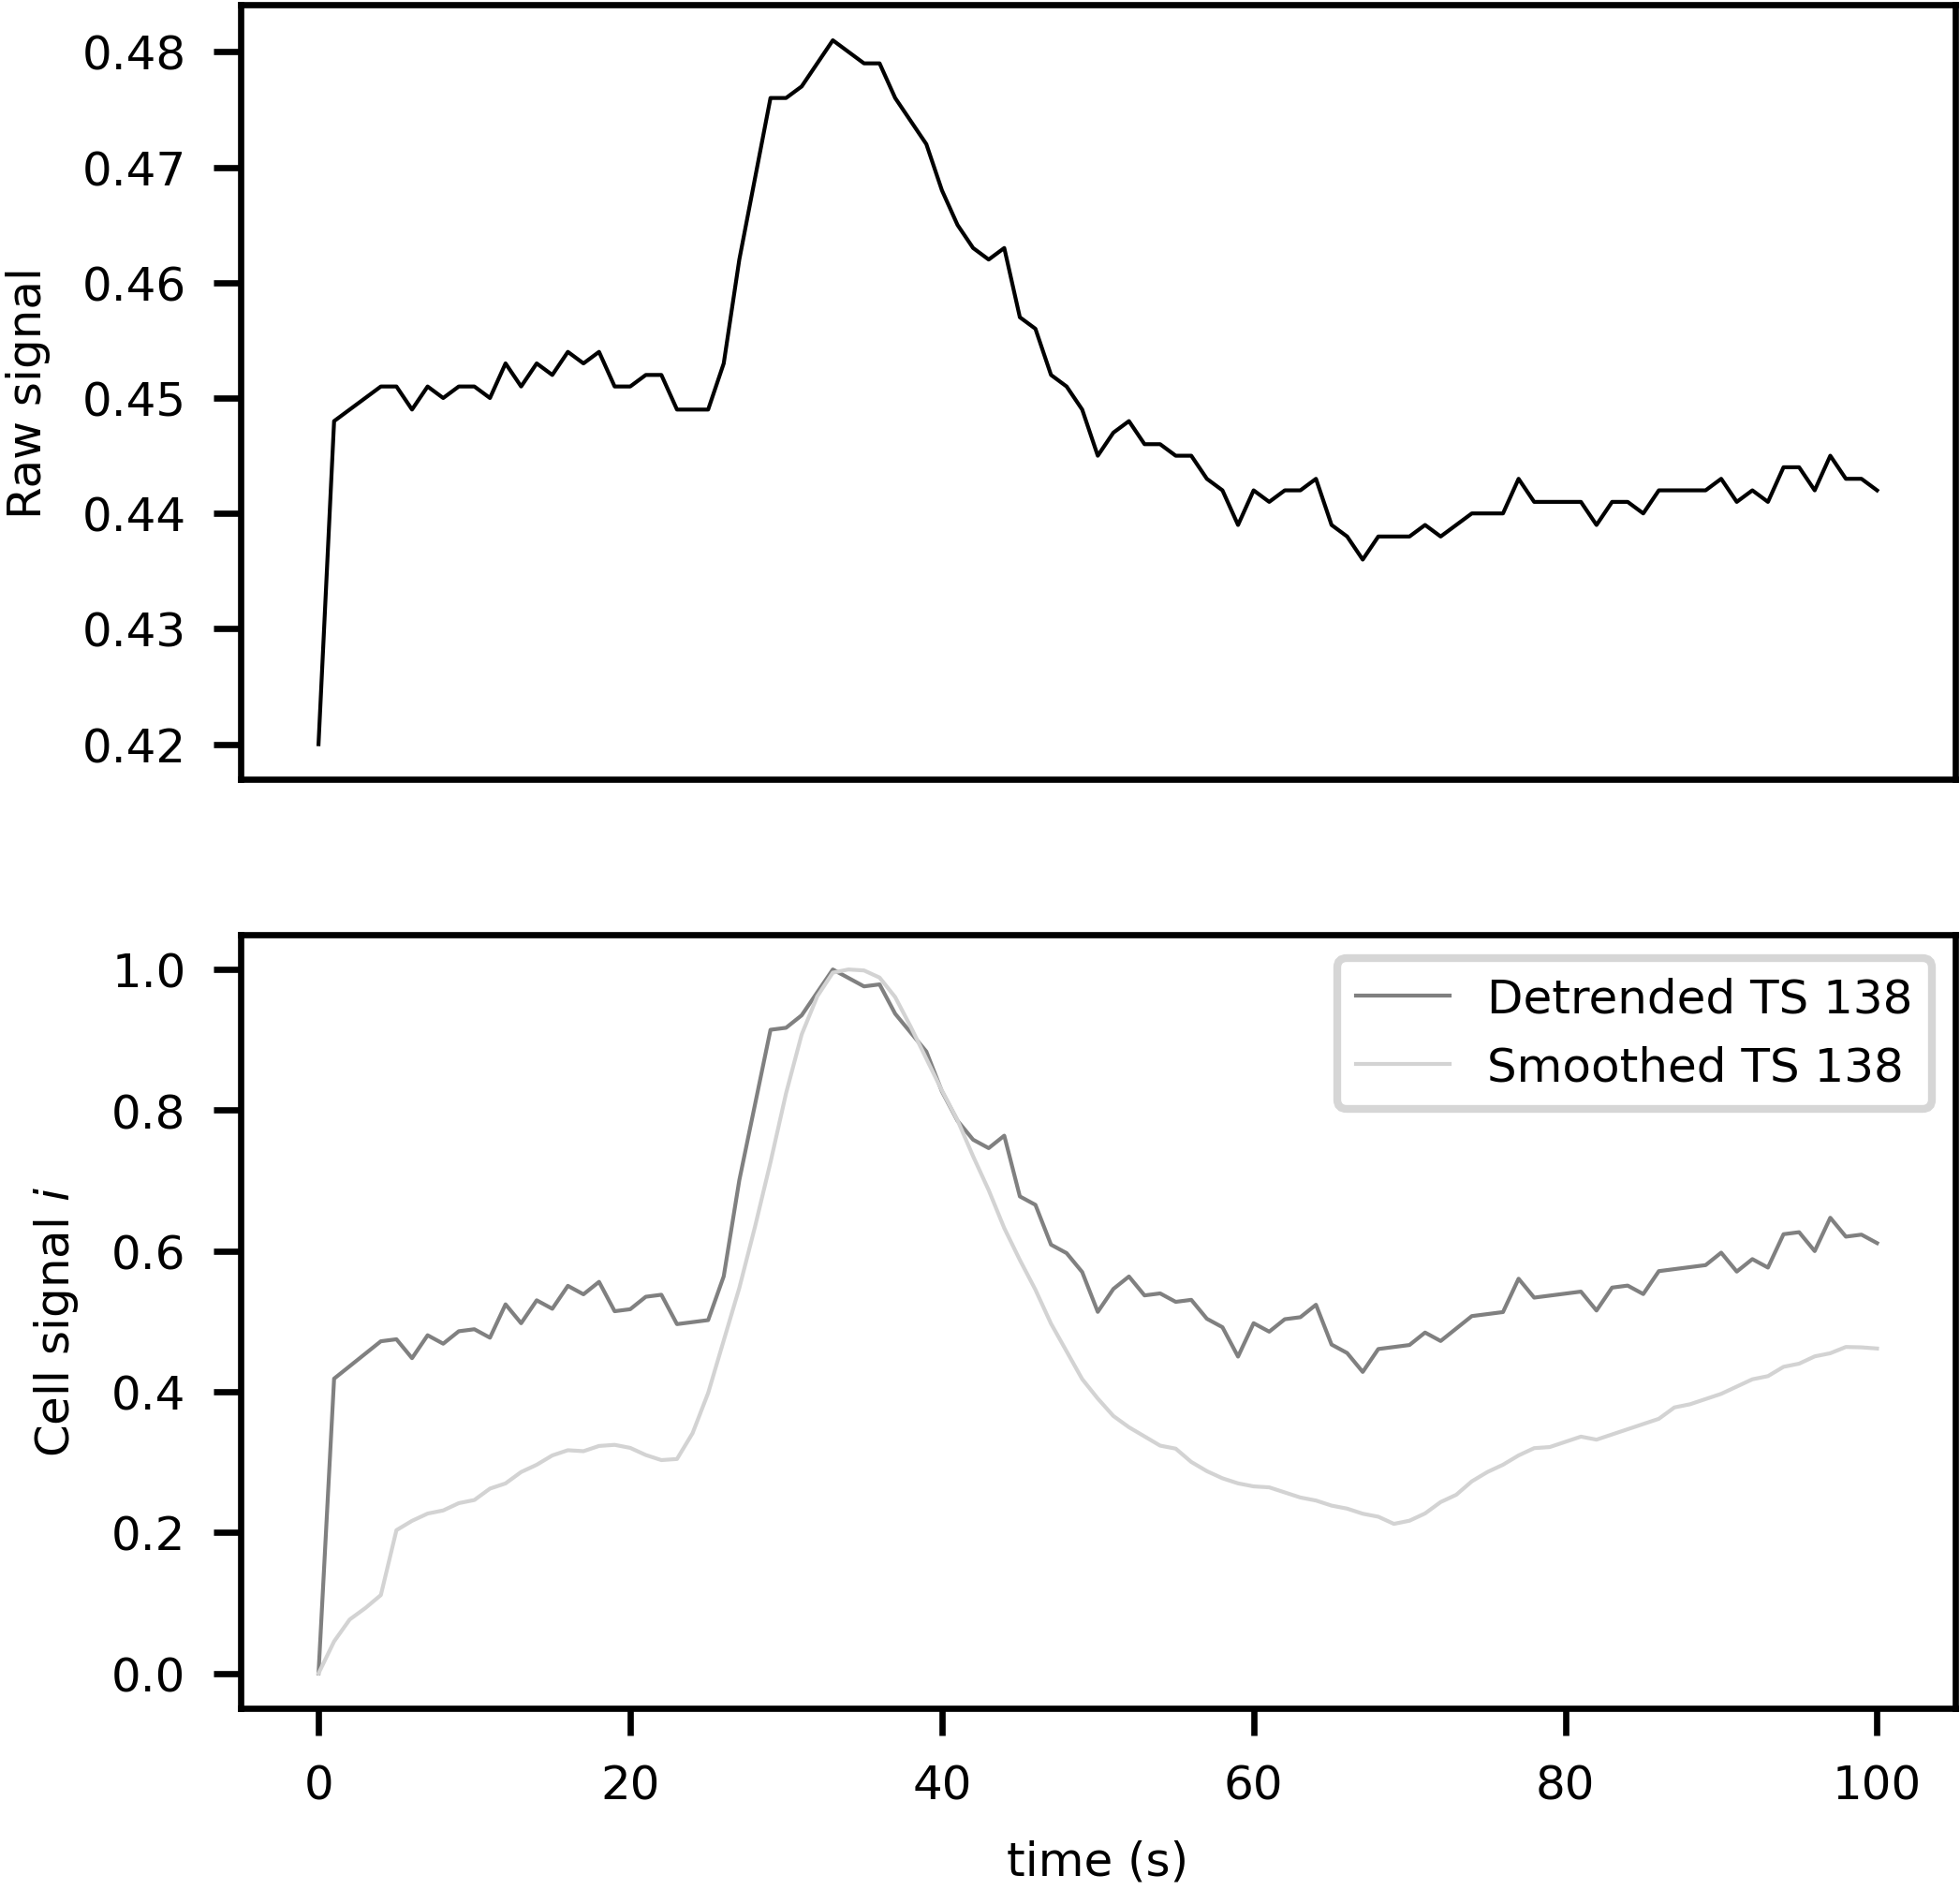 0.48
0.47
0.46
0.45
0.44
0.43
0.42
Raw signal
1.0
0.8
0.6
0.4
0.2
0.0
Cell signal i
Detrended TS 138
Smoothed TS 138
0 20 40 60 80 100
time (s)